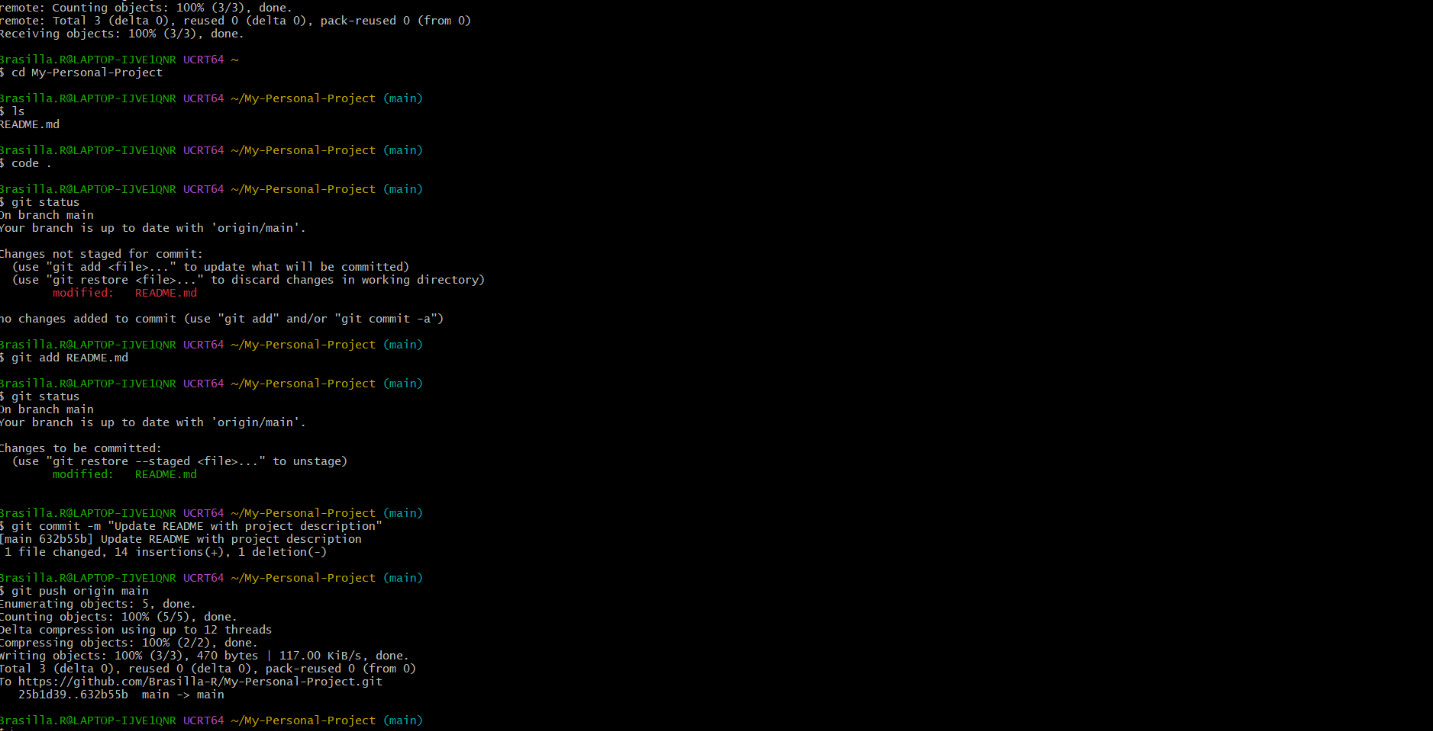 remote: Counting objects: 100% (3/3), done.
remote: Total 3 (delta 0), reused 0 (delta 0), pack-reused 0 (from 0)
Receiving objects: 100% (3/3), done.
Brasilla.R@LAPTOP-IJVE1QNR UCRT64 ~
$ cd My-Personal-Project
Brasilla.R@LAPTOP-IJVE1QNR UCRT64 ~/My-Personal-Project (main)
$ ls
README.md
Brasilla.R@LAPTOP-IJVE1QNR UCRT64 ~/My-Personal-Project (main)
$ code .
Brasilla.R@LAPTOP-IJVE1QNR UCRT64 ~/My-Personal-Project (main)
$ git status
On branch main
Your branch is up to date with 'origin/main'.
Changes not staged for commit:
  (use "git add <file>..." to update what will be committed)
  (use "git restore <file>..." to discard changes in working directory)
        modified:   README.md
no changes added to commit (use "git add" and/or "git commit -a")
Brasilla.R@LAPTOP-IJVE1QNR UCRT64 ~/My-Personal-Project (main)
$ git add README.md
Brasilla.R@LAPTOP-IJVE1QNR UCRT64 ~/My-Personal-Project (main)
$ git status
On branch main
Your branch is up to date with 'origin/main'.
Changes to be committed:
  (use "git restore --staged <file>..." to unstage)
        modified:   README.md
Brasilla.R@LAPTOP-IJVE1QNR UCRT64 ~/My-Personal-Project (main)
$ git commit -m "Update README with project description"
[main 632b55b] Update README with project description
 1 file changed, 14 insertions(+), 1 deletion(-)
Brasilla.R@LAPTOP-IJVE1QNR UCRT64 ~/My-Personal-Project (main)
$ git push origin main
Enumerating objects: 5, done.
Counting objects: 100% (5/5), done.
Delta compression using up to 12 threads
Compressing objects: 100% (2/2), done.
Writing objects: 100% (3/3), 470 bytes | 117.00 KiB/s, done.
Total 3 (delta 0), reused 0 (delta 0), pack-reused 0 (from 0)
To https://github.com/Brasilla-R/My-Personal-Project.git
   25b1d39..632b55b  main -> main
Brasilla.R@LAPTOP-IJVE1QNR UCRT64 ~/My-Personal-Project (main)